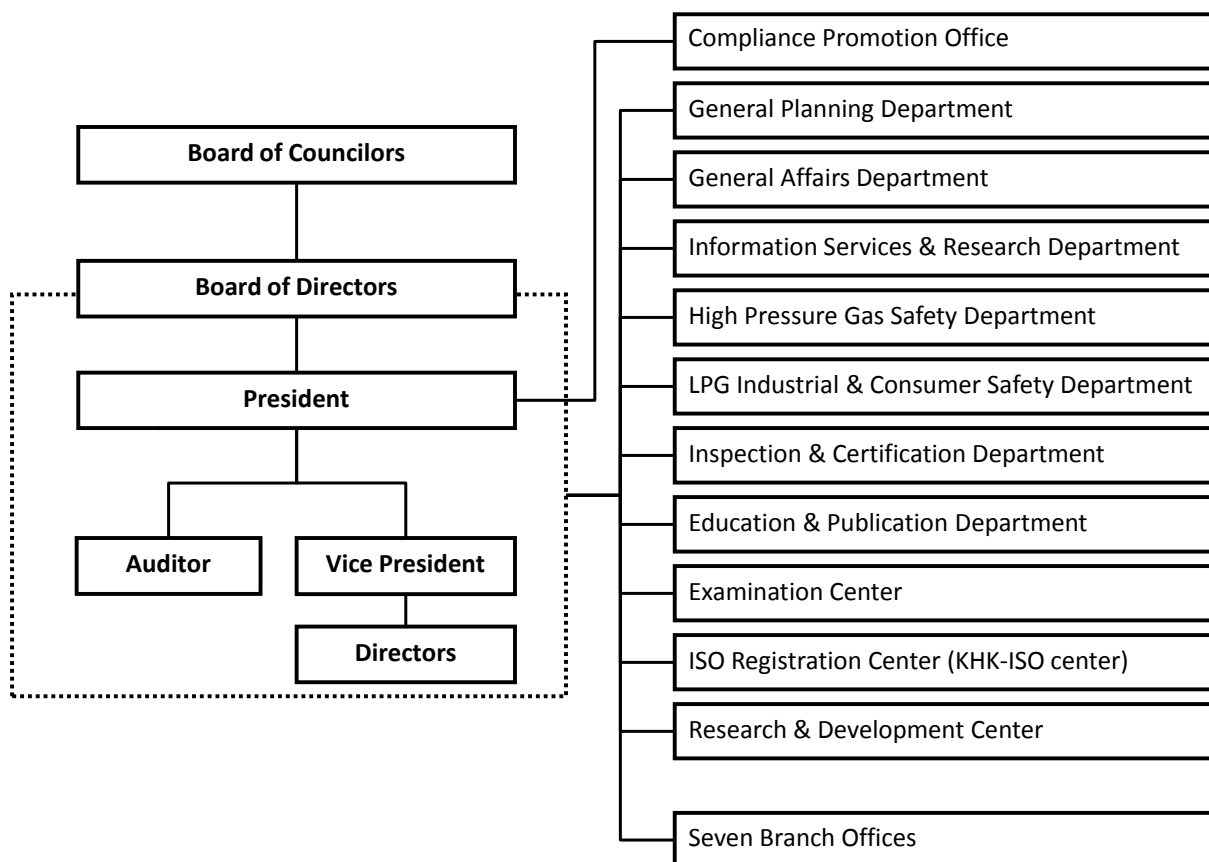 Board of Councilors
Board of Directors
President
Auditor
Vice President
Directors
Compliance Promotion Office
General Planning Department
General Affairs Department
Information Services & Research Department
High Pressure Gas Safety Department
LPG Industrial & Consumer Safety Department
Inspection & Certification Department
Education & Publication Department
Examination Center
ISO Registration Center (KHK-ISO center)
Research & Development Center
Seven Branch Offices